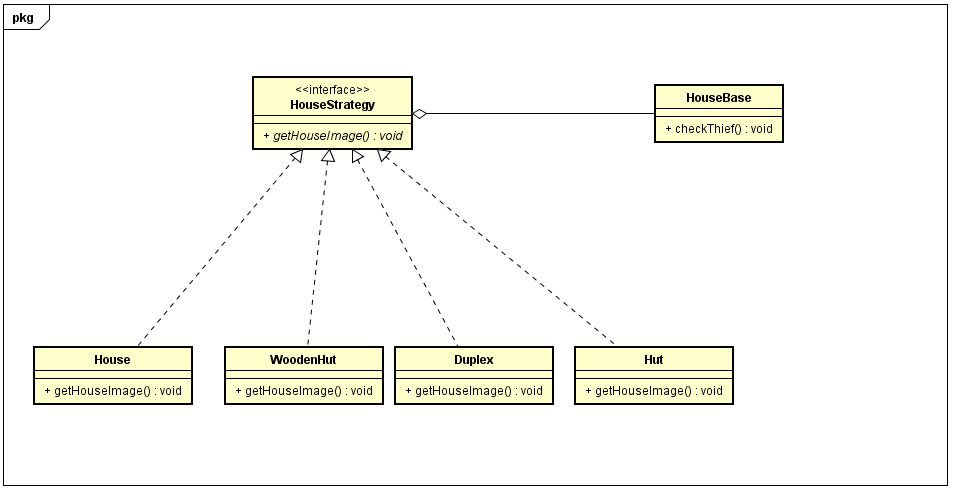 pkg
<<interface>>
HouseStrategy
+ getHouseImage() : void
HouseBase
+ checkThief() : void
House
+ getHouseImage() : void
WoodenHut
+ getHouseImage() : void
Duplex
+ getHouseImage() : void
Hut
+ getHouseImage() : void